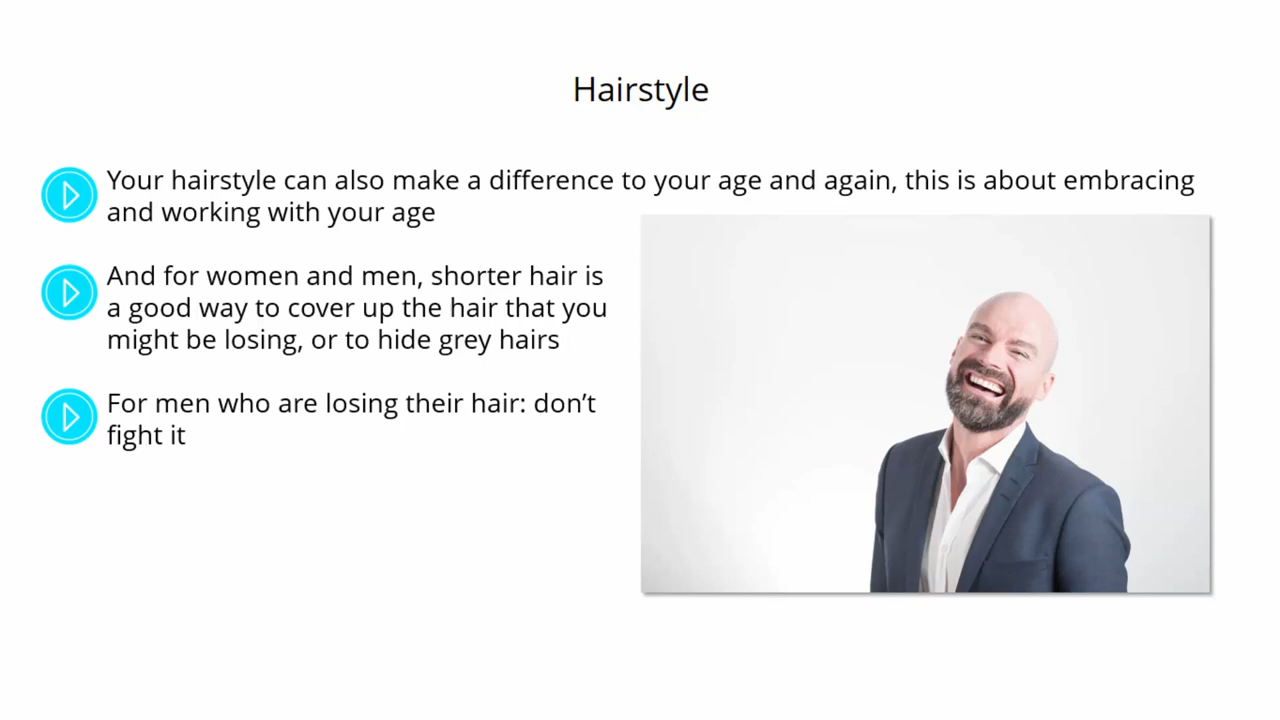 Hairstyle
Your hairstyle can also make a difference to your age and again, this is about embracing
and working with your age
And for women and men, shorter hair is
a good way to cover up the hair that you
might be losing, or to hide grey hairs
For men who are losing their hair: don’t
fight it